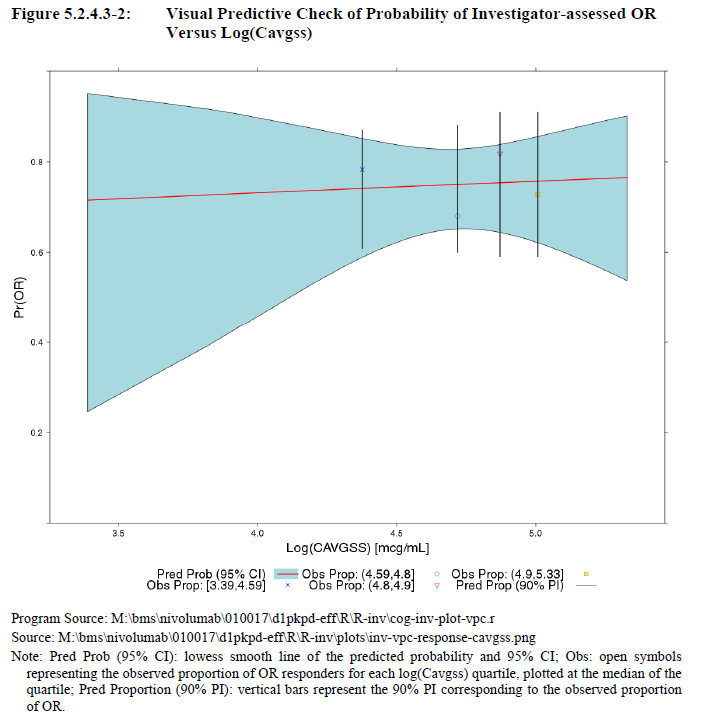 Figure 5.2.4.3-2: Visual Predictive Check of Probability of Investigator-assessed OR
Versus Log(Cavgss)
Pr(OR)
0.8
0.6
0.4
0.2
3.5 4.0 4.5 5.0
Log(CAVGSS) [mcg/mL]
Pred Prob (95% CI) Obs Prop: (4.59,4.8] Obs Prop: (4.9,5.33]
Obs Prop: [3.39,4.59] Obs Prop: (4.8,4.9] Pred Prop (90% PI)
Program Source: M:\bms\nivolumab\010017\d1pkpd-eff\R\R-inv\cog-inv-plot-vpc.r
Source: M:\bms\nivolumab\010017\d1pkpd-eff\R\R-inv\plots\inv-vpc-response-cavgss.png
Note: Pred Prob (95% CI): lowess smooth line of the predicted probability and 95% CI; Obs: open symbols
representing the observed proportion of OR responders for each log(Cavgss) quartile, plotted at the median of the
quartile; Pred Proportion (90% PI): vertical bars represent the 90% PI corresponding to the observed proportion
of OR.